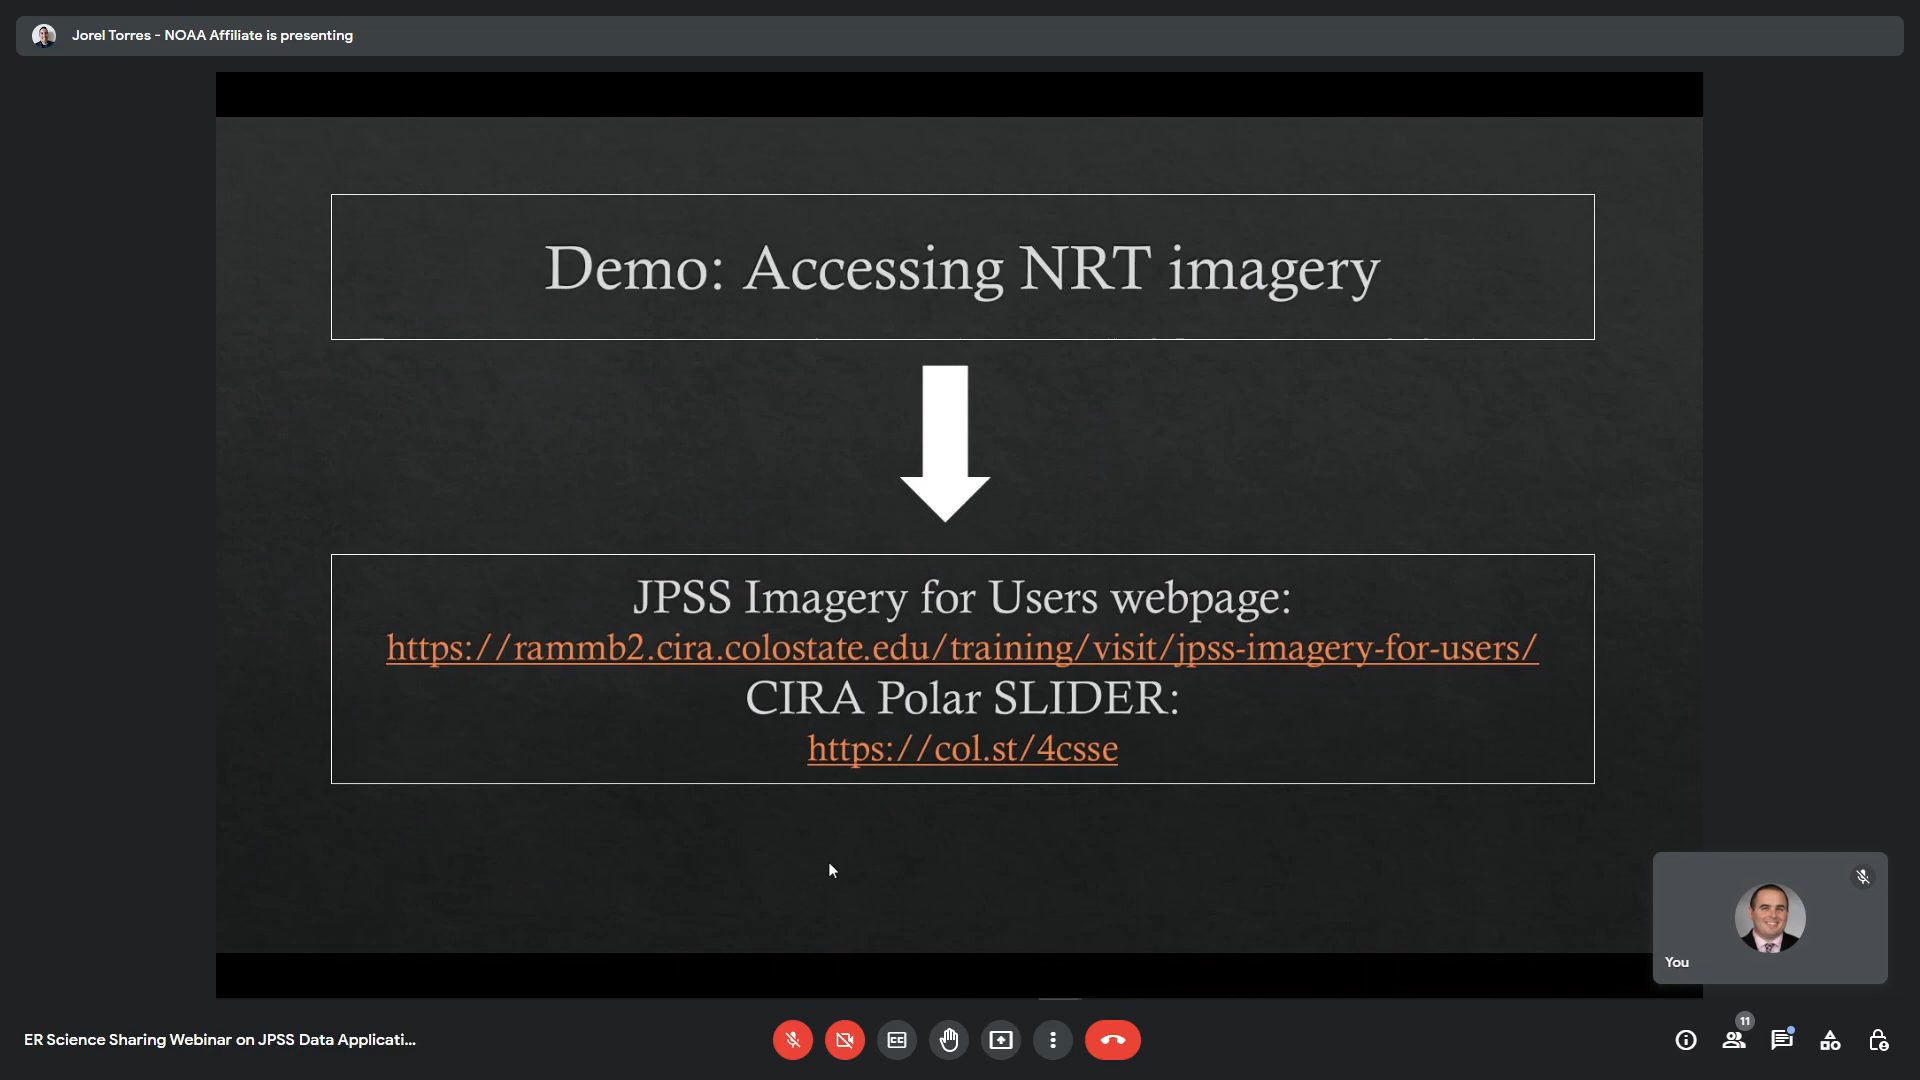 Jorel Torres - NOAA Affiliate is presenting
Demo: Accessing NRT imagery
JPSS Imagery for Users webpage:
https://rammb2.cira.colostate.edu/training/visit/jpss-imagery-for-users/
CIRA Polar SLIDER:
https://col.st/4csse
You
ER Science Sharing Webinar on JPSS Data Applicati...
11